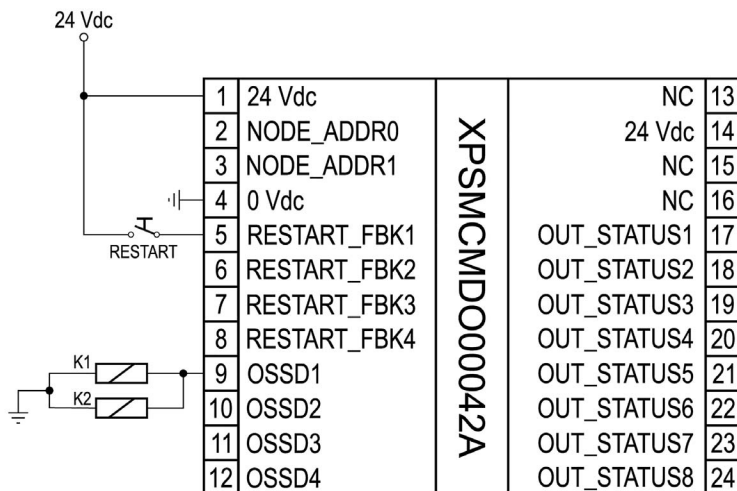 24 Vdc
1 24 Vdc NC 13
2 NODE_ADDR0 24 Vdc 14
3 NODE_ADDR1 NC 15
4 0 Vdc NC 16
5 RESTART_FBK1 OUT_STATUS1 17
RESTART
6 RESTART_FBK2 OUT_STATUS2 18
7 RESTART_FBK3 OUT_STATUS3 19
8 RESTART_FBK4 OUT_STATUS4 20
K1
9 OSSD1 OUT_STATUS5 21
K2
10 OSSD2 OUT_STATUS6 22
11 OSSD3 OUT_STATUS7 23
12 OSSD4 OUT_STATUS8 24
XPSMCMDO00042A